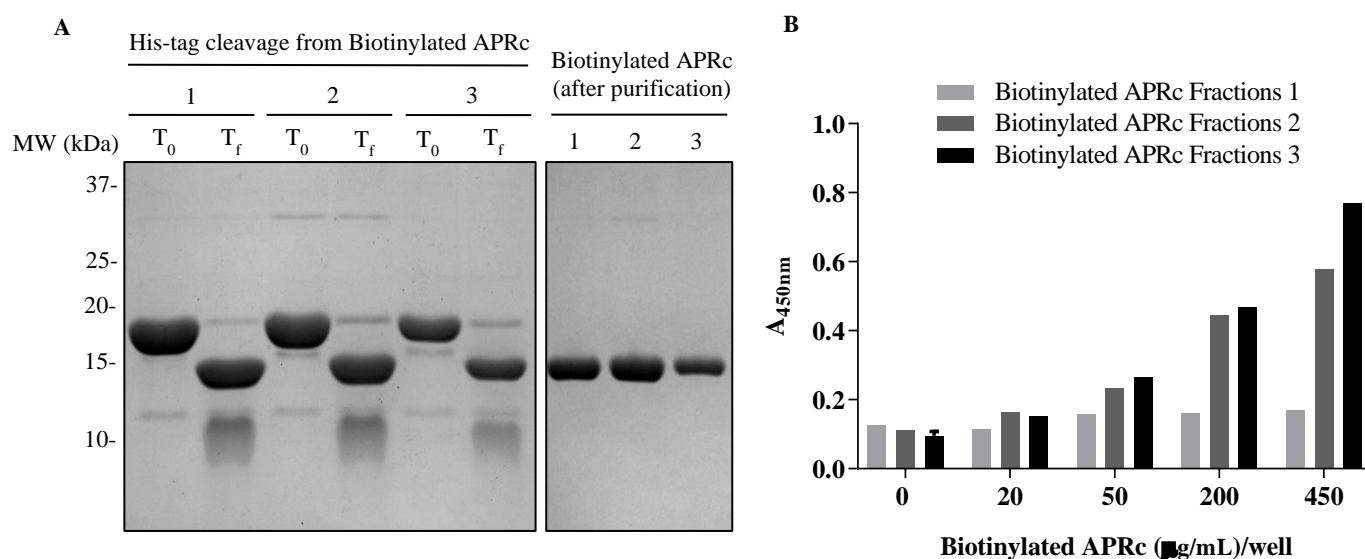 A
His-tag cleavage from Biotinylated APRc
1 2 3
MW (kDa) T0 Tf T0 Tf T0 Tf
37-
25-
20-
15-
10-
Biotinylated APRc
(after purification)
1 2 3
B
Biotinylated APRc Fractions 1
Biotinylated APRc Fractions 2
Biotinylated APRc Fractions 3
1.0
0.8
0.6
0.4
0.2
0.0
A450nm
0 20 50 200 450
Biotinylated APRc (g/mL)/well